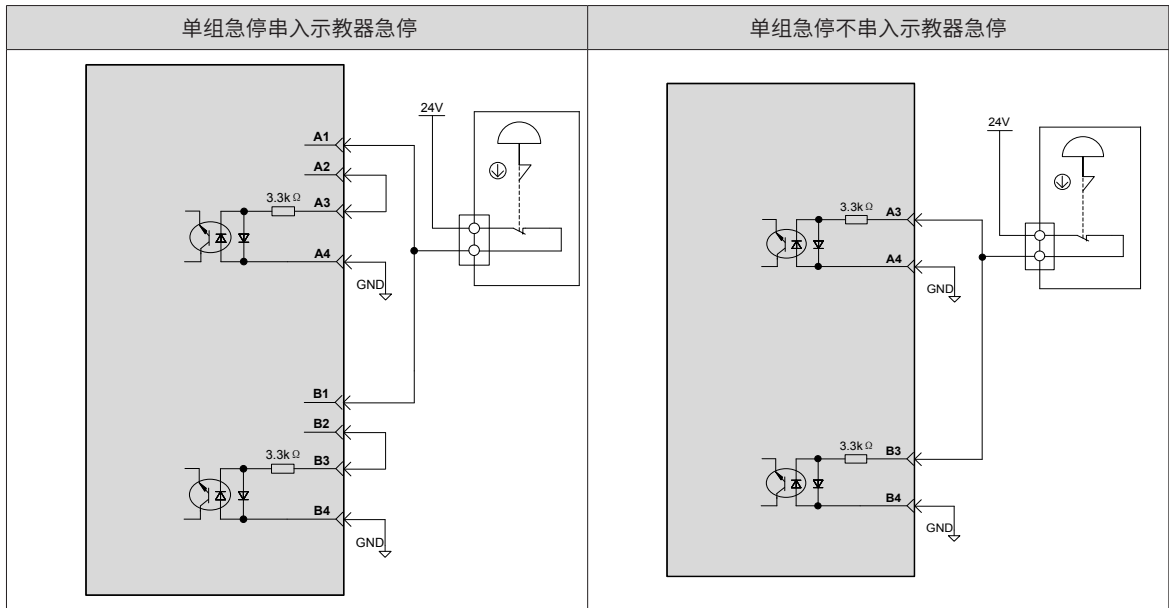 单组急停串入示教器急停
单组急停不串入示教器急停
24V
A1
A2
3.3kΩ
A3
A4
GND
B1
B2
3.3kΩ
B3
B4
GND
24V
3.3kΩ
A3
A4
GND
3.3kΩ
B3
B4
GND